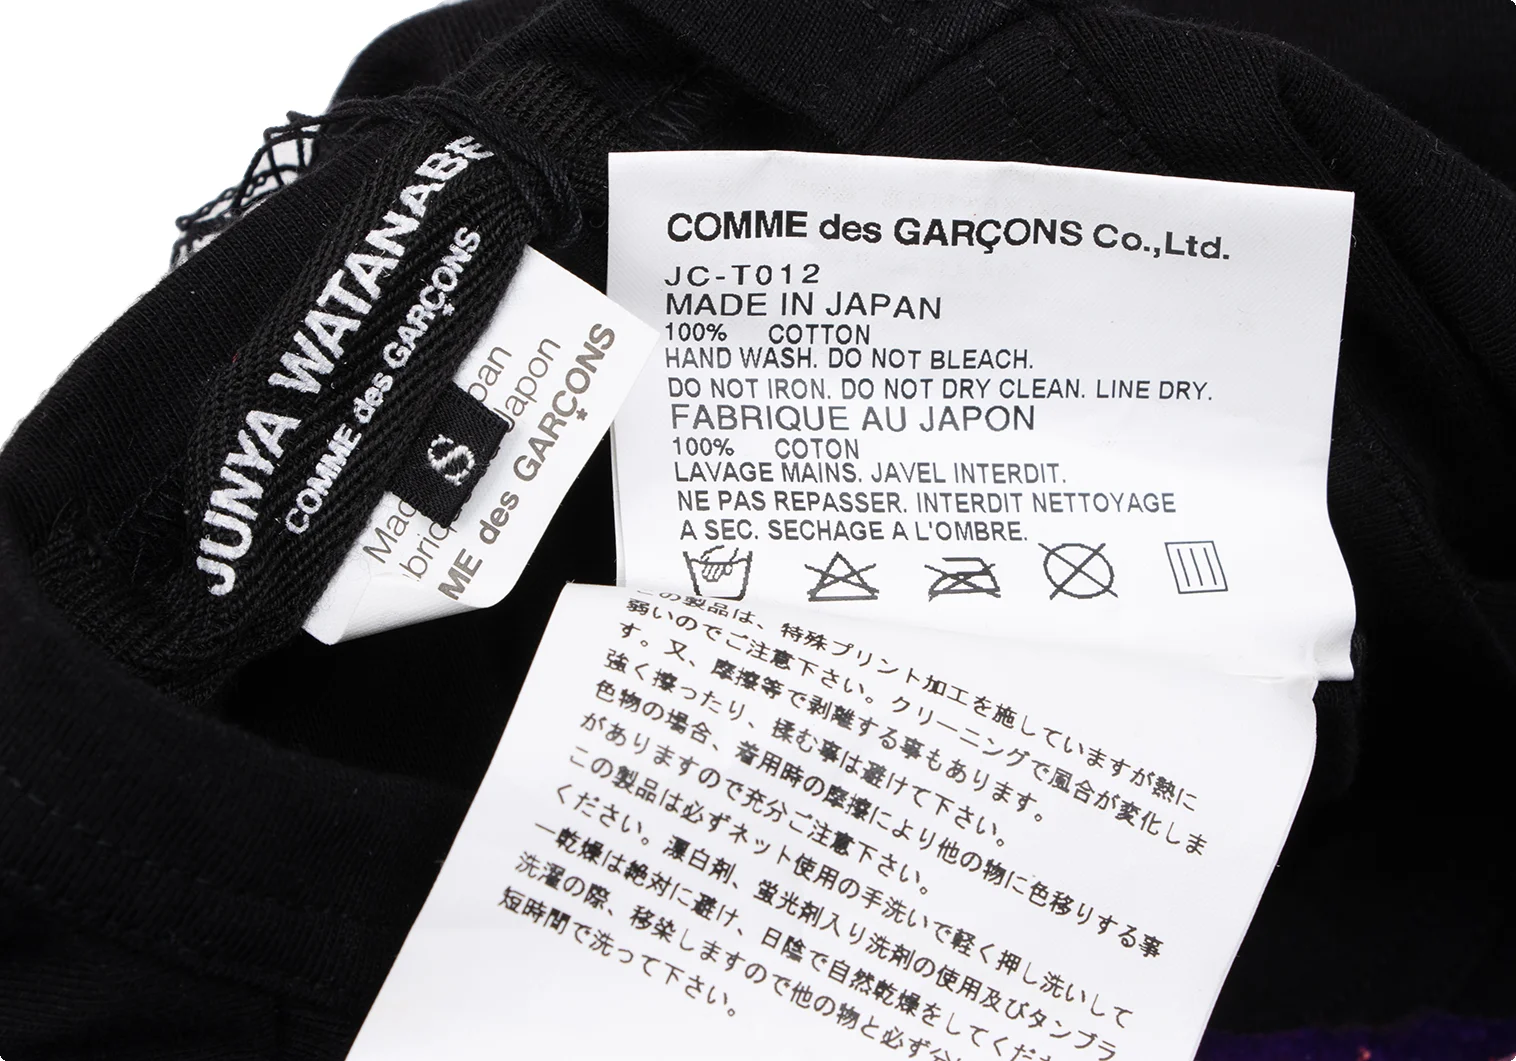 JUNYA WATANABE
COMME des GARÇONS
S
Japon
ME des GARÇONS
COMME des GARÇONS Co.,Ltd.
JC-T012
MADE IN JAPAN
100% COTTON
HAND WASH. DO NOT BLEACH.
DO NOT IRON. DO NOT DRY CLEAN. LINE DRY.
FABRIQUE AU JAPON
100% COTON
LAVAGE MAINS. JAVEL INTERDIT.
NE PAS REPASSER. INTERDIT NETTOYAGE
A SEC. SECHAGE A L'OMBRE.
この製品は、特殊プリント加工を施していますが熱に
弱いのでご注意下さい。クリーニングで風合が変化しま
す。又、摩擦等で剥離する事もあります。
強く擦ったり、揉む事は避けて下さい。
色物の場合、着用時の摩擦により他の物に色移りする事
がありますので充分ご注意下さい。
この製品は必ずネット使用の手洗いで軽く押し洗いして
ください。漂白剤、蛍光剤入り洗剤の使用及びタンブラ
ー乾燥は絶対に避け、日陰で自然乾燥をしてくだ
洗濯の際、移染しますので他の物と必ず分
短時間で洗って下さい。